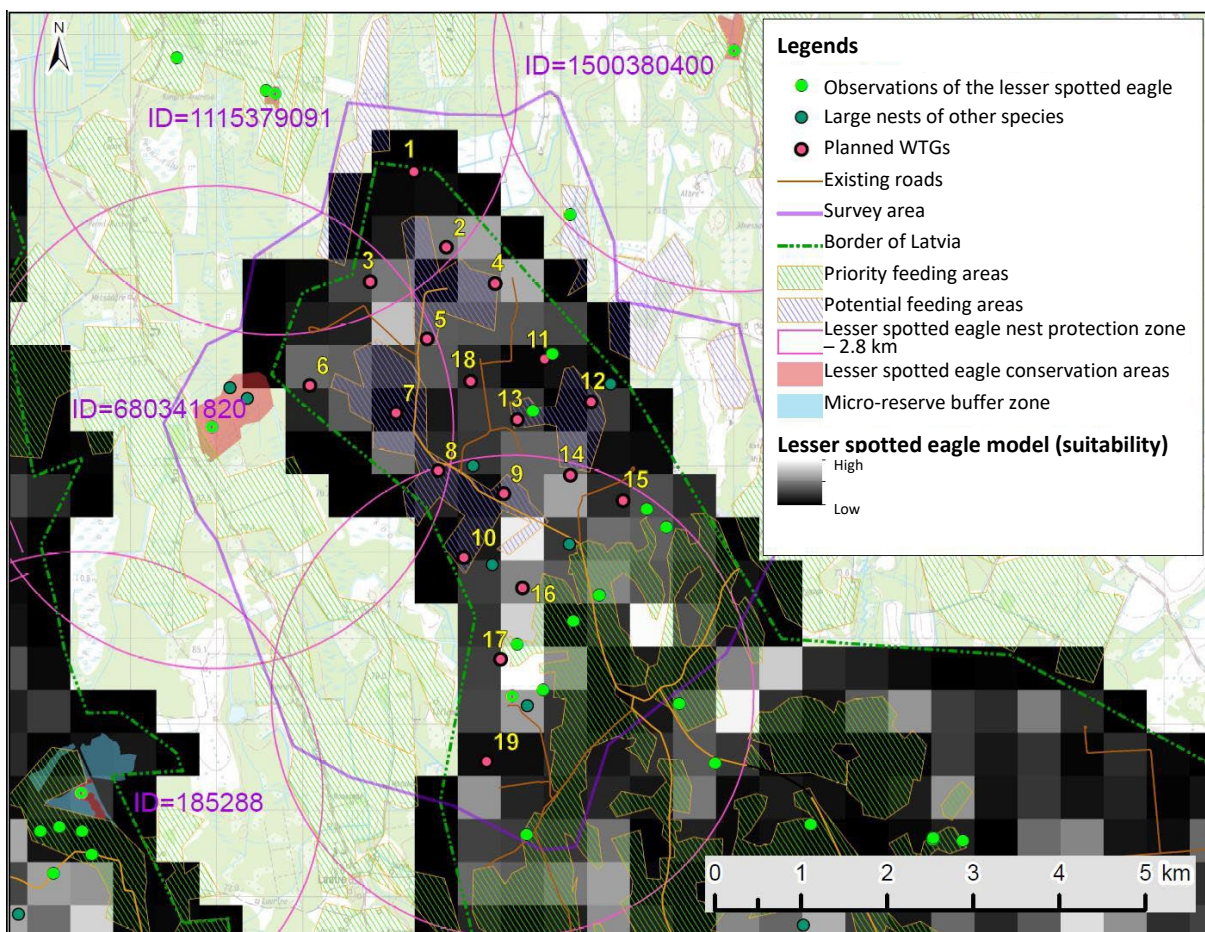 N
ID=1500380400
ID=1115379091
1
2
3
4
5
11
18
6
12
7
13
ID=680341820
8
14
9
15
10
16
17
19
ID=185288
Legends
Observations of the lesser spotted eagle
Large nests of other species
Planned WTGs
Existing roads
Survey area
Border of Latvia
Priority feeding areas
Potential feeding areas
Lesser spotted eagle nest protection zone
– 2.8 km
Lesser spotted eagle conservation areas
Micro-reserve buffer zone
Lesser spotted eagle model (suitability)
High
Low
0 1 2 3 4 5 km